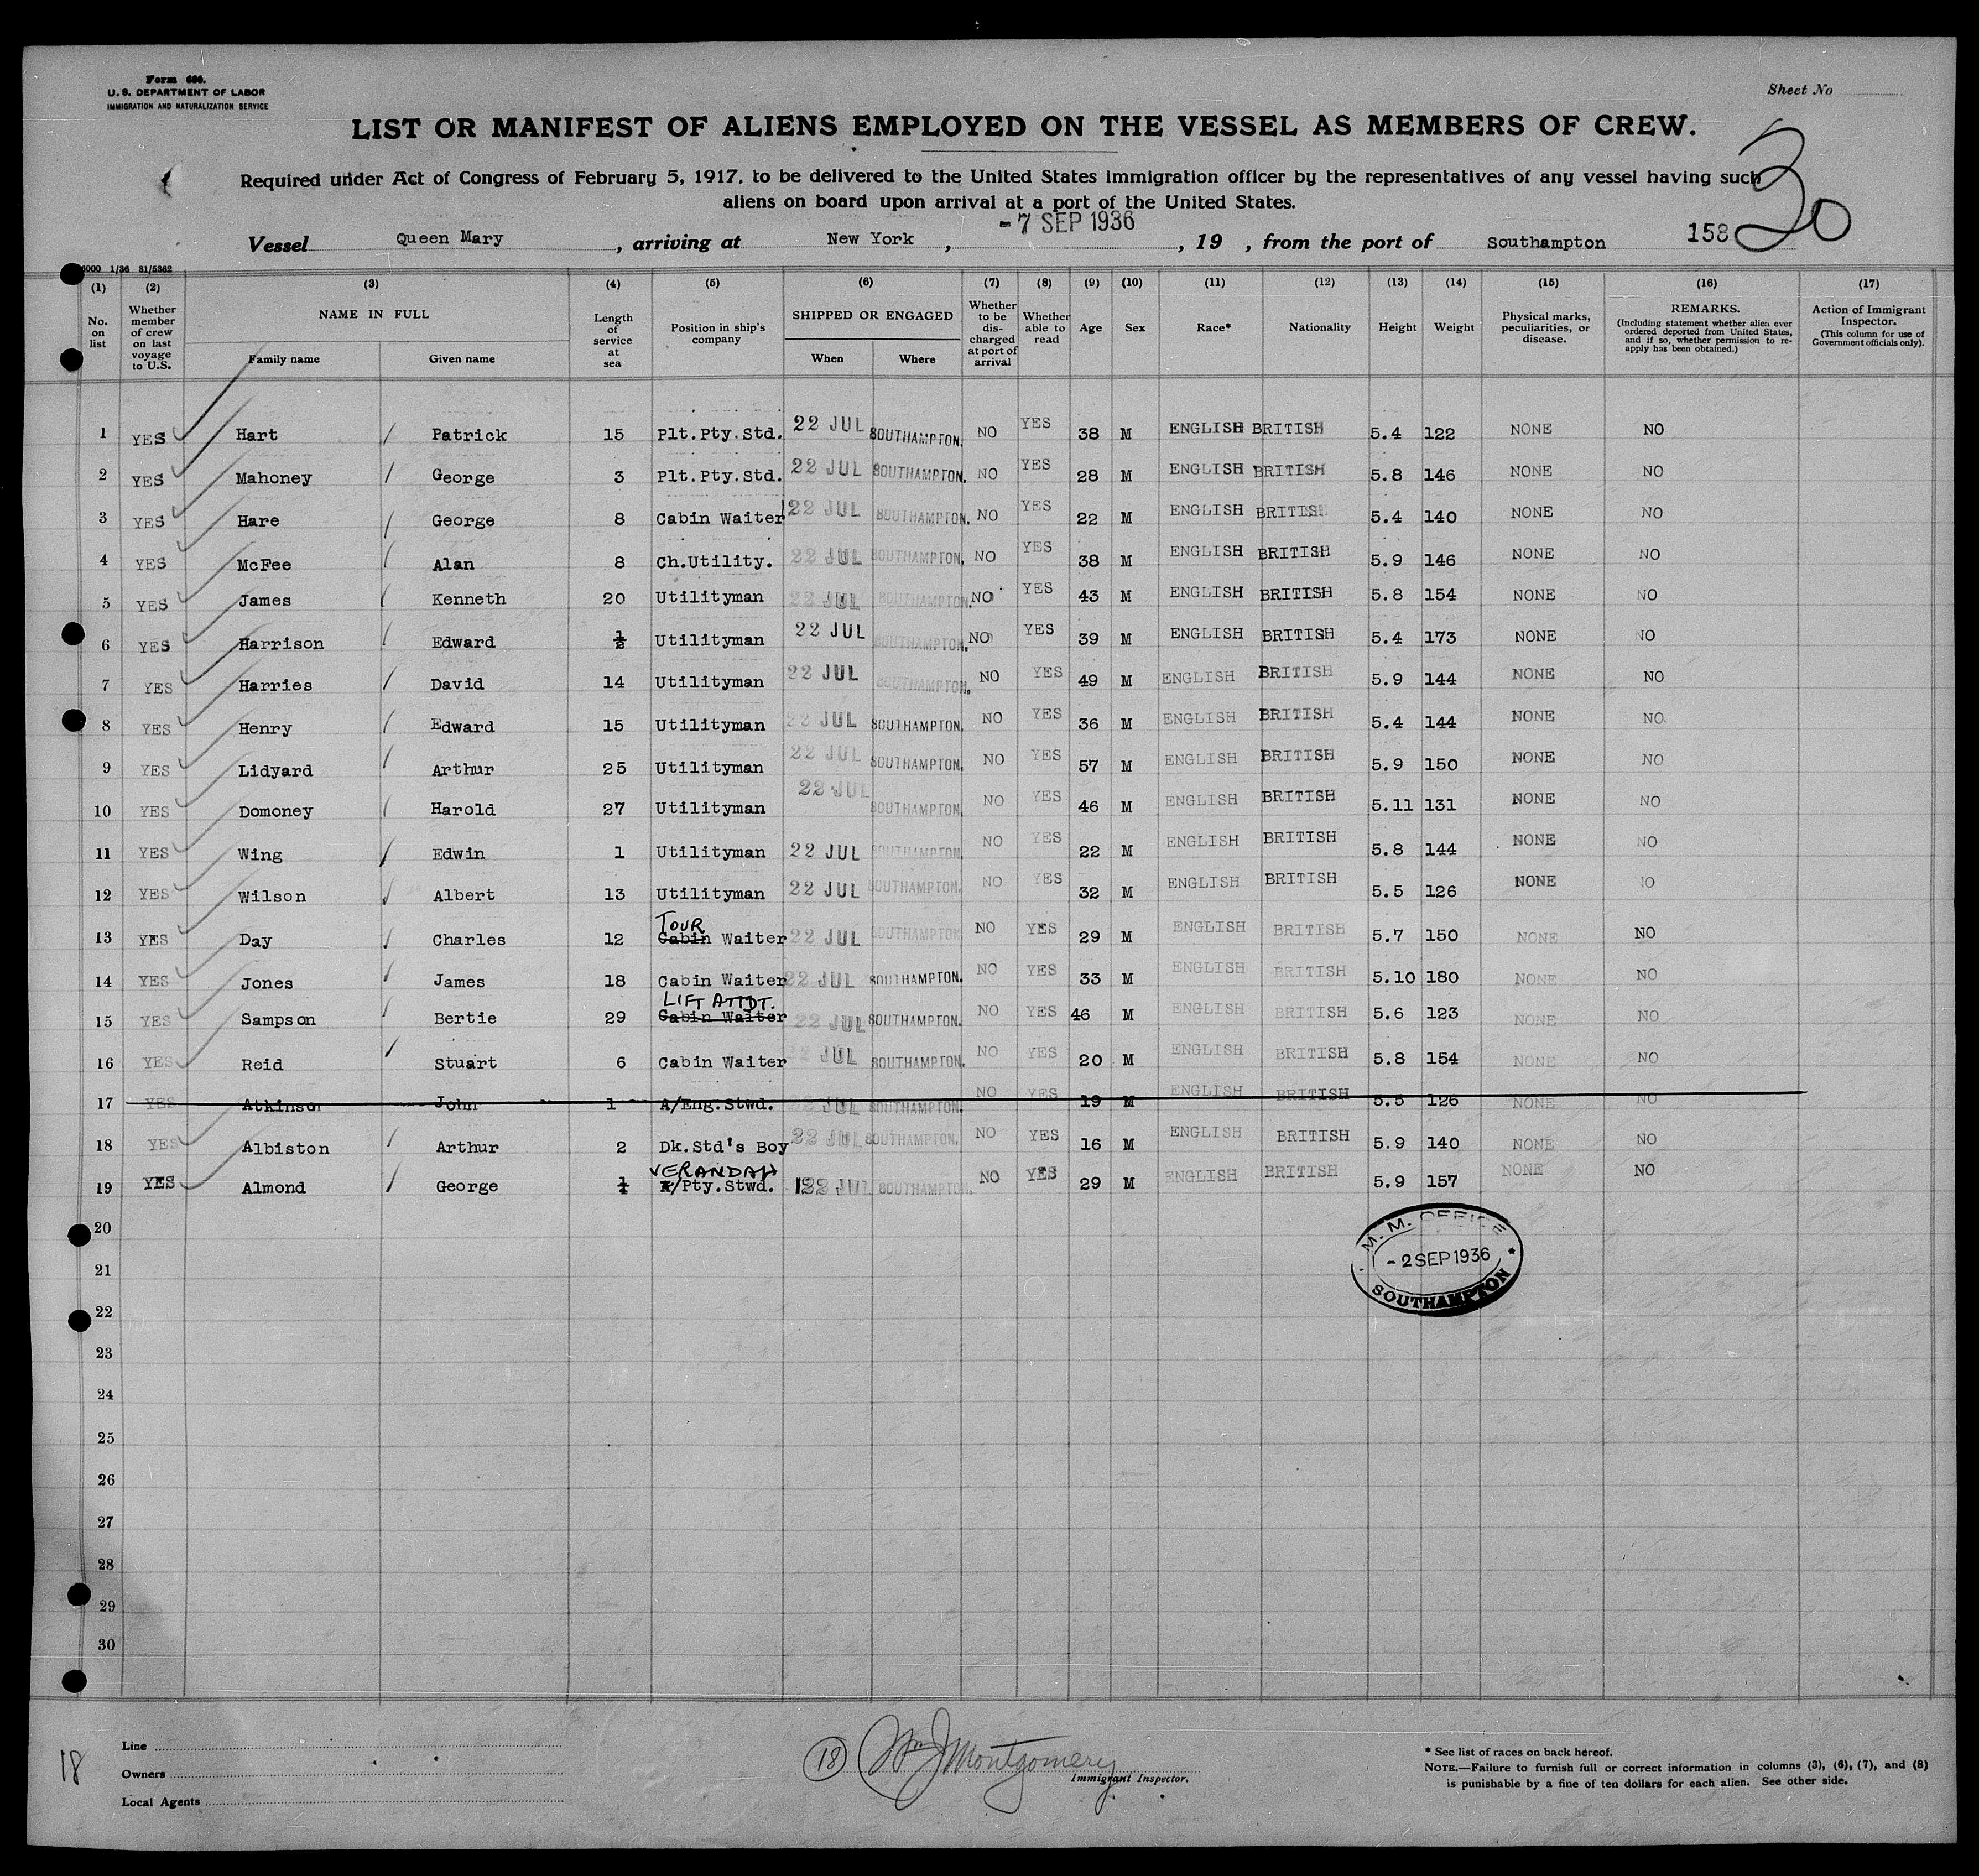 Form 686.
U. S. DEPARTMENT OF LABOR
IMMIGRATION AND NATURALIZATION SERVICE
Sheet No
LIST OR MANIFEST OF ALIENS EMPLOYED ON THE VESSEL AS MEMBERS OF CREW.
30
Required under Act of Congress of February 5, 1917, to be delivered to the United States immigration officer by the representatives of any vessel having such
aliens on board upon arrival at a port of the United States.
Vessel Queen Mary , arriving at New York , -7 SEP 1936 , 19 , from the port of Southampton 158
1/36 31/5362
(1) (2) (3) (4) (5) (6) (7) (8) (9) (10) (11) (12) (13) (14) (15) (16) (17)
No. on list Whether member of crew on last voyage to U.S. NAME IN FULL Family name Given name Length of service at sea Position in ship's company SHIPPED OR ENGAGED When Where Whether to be dis-charged at port of arrival Whether able to read Age Sex Race* Nationality Height Weight Physical marks, peculiarities, or disease. REMARKS. (Including statement whether alien ever ordered deported from United States, and if so, whether permission to re-apply has been obtained.) Action of Immigrant Inspector. (This column for use of Government officials only).
1 YES Hart Patrick 15 Plt.Pty.Std. 22 JUL SOUTHAMPTON. NO YES 38 M ENGLISH BRITISH 5.4 122 NONE NO
2 YES Mahoney George 3 Plt.Pty.Std. 22 JUL SOUTHAMPTON. NO YES 28 M ENGLISH BRITISH 5.8 146 NONE NO
3 YES Hare George 8 Cabin Waiter 22 JUL SOUTHAMPTON. NO YES 22 M ENGLISH BRITISH 5.4 140 NONE NO
4 YES McFee Alan 8 Ch.Utility. 22 JUL SOUTHAMPTON. NO YES 38 M ENGLISH BRITISH 5.9 146 NONE NO
5 YES James Kenneth 20 Utilityman 22 JUL SOUTHAMPTON. NO YES 43 M ENGLISH BRITISH 5.8 154 NONE NO
6 YES Harrison Edward ½ Utilityman 22 JUL SOUTHAMPTON. NO YES 39 M ENGLISH BRITISH 5.4 173 NONE NO
7 YES Harries David 14 Utilityman 22 JUL SOUTHAMPTON. NO YES 49 M ENGLISH BRITISH 5.9 144 NONE NO
8 YES Henry Edward 15 Utilityman 22 JUL SOUTHAMPTON. NO YES 36 M ENGLISH BRITISH 5.4 144 NONE NO.
9 YES Lidyard Arthur 25 Utilityman 22 JUL SOUTHAMPTON. NO YES 57 M ENGLISH BRITISH 5.9 150 NONE NO
10 YES Domoney Harold 27 Utilityman 22 JUL SOUTHAMPTON. NO YES 46 M ENGLISH BRITISH 5.11 131 NONE NO
11 YES Wing Edwin 1 Utilityman 22 JUL SOUTHAMPTON. NO YES 22 M ENGLISH BRITISH 5.8 144 NONE NO
12 YES Wilson Albert 13 Utilityman 22 JUL SOUTHAMPTON. NO YES 32 M ENGLISH BRITISH 5.5 126 NONE NO
TOUR
13 YES Day Charles 12 Cabin Waiter 22 JUL SOUTHAMPTON NO YES 29 M ENGLISH BRITISH 5.7 150 NONE NO
14 YES Jones James 18 Cabin Waiter 22 JUL SOUTHAMPTON. NO YES 33 M ENGLISH BRITISH 5.10 180 NONE NO
LIFT ATTDT.
15 YES Sampson Bertie 29 Cabin Waiter 22 JUL SOUTHAMPTON. NO YES 46 M ENGLISH BRITISH 5.6 123 NONE NO
16 YES Reid Stuart 6 Cabin Waiter 22 JUL SOUTHAMPTON. NO YES 20 M ENGLISH BRITISH 5.8 154 NONE NO
17 YES Atkinson John 1 A/Eng.Stwd. 22 JUL SOUTHAMPTON. NO YES 19 M ENGLISH BRITISH 5.5 126 NONE NO
18 YES Albiston Arthur 2 Dk.Std's Boy 22 JUL SOUTHAMPTON. NO YES 16 M ENGLISH BRITISH 5.9 140 NONE NO
VERANDAH
19 YES Almond George ¼ /Pty.Stwd. 22 JUL SOUTHAMPTON. NO YES 29 M ENGLISH BRITISH 5.9 157 NONE NO
20
21
22
23
24
25
26
27
28
29
30
M. M. OFFICE
-2 SEP 1936
SOUTHAMPTON
18
Line
Owners
Local Agents
18 Wm J Montgomery
Immigrant Inspector.
* See list of races on back hereof.
NOTE.—Failure to furnish full or correct information in columns (3), (6), (7), and (8)
is punishable by a fine of ten dollars for each alien. See other side.